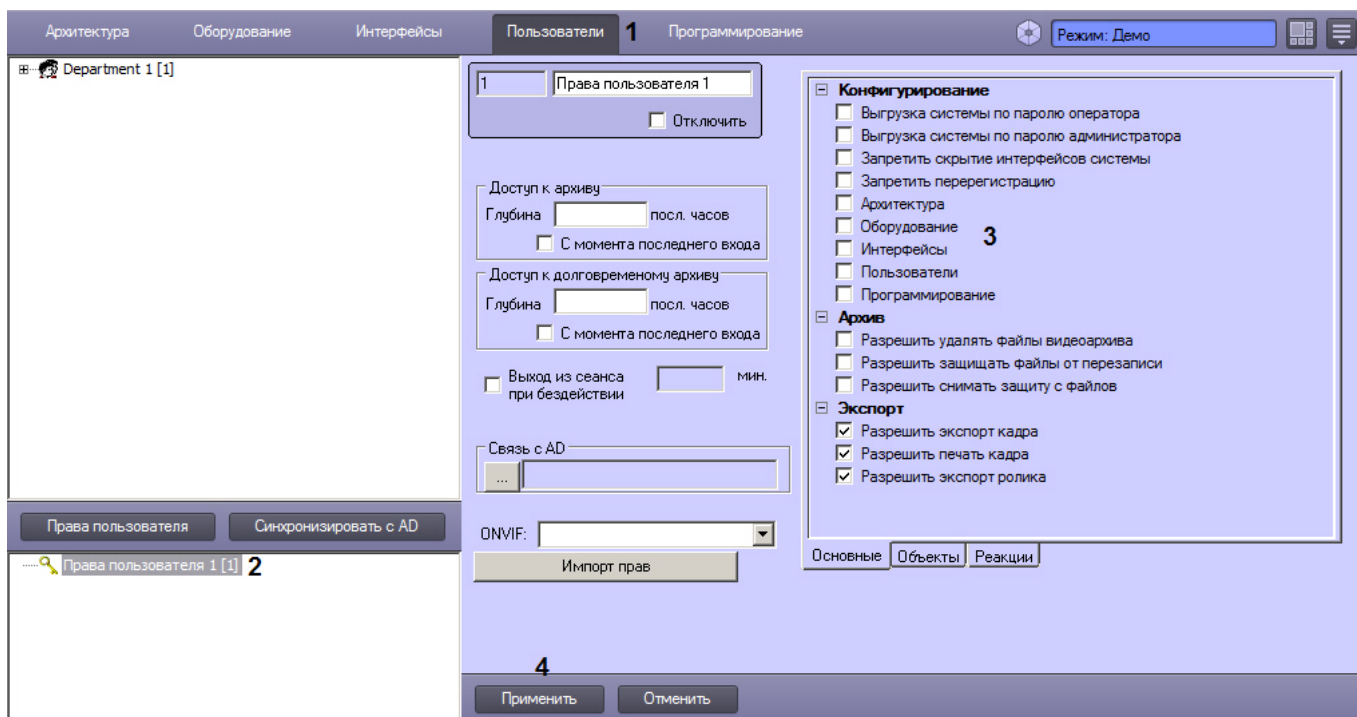 Архитектура Оборудование Интерфейсы Пользователи 1 Программирование Режим: Демо
Department 1 [1]
1 Права пользователя 1
Отключить
Доступ к архиву
Глубина посл. часов
С момента последнего входа
Доступ к долговременому архиву
Глубина посл. часов
С момента последнего входа
Выход из сеанса при бездействии мин.
Связь с AD
...
ONVIF:
Импорт прав
Конфигурирование
Выгрузка системы по паролю оператора
Выгрузка системы по паролю администратора
Запретить скрытие интерфейсов системы
Запретить перерегистрацию
Архитектура
Оборудование
3
Интерфейсы
Пользователи
Программирование
Архив
Разрешить удалять файлы видеоархива
Разрешить защищать файлы от перезаписи
Разрешить снимать защиту с файлов
Экспорт
Разрешить экспорт кадра
Разрешить печать кадра
Разрешить экспорт ролика
Основные Объекты Реакции
Права пользователя Синхронизировать с AD
Права пользователя 1 [1] 2
4
Применить Отменить